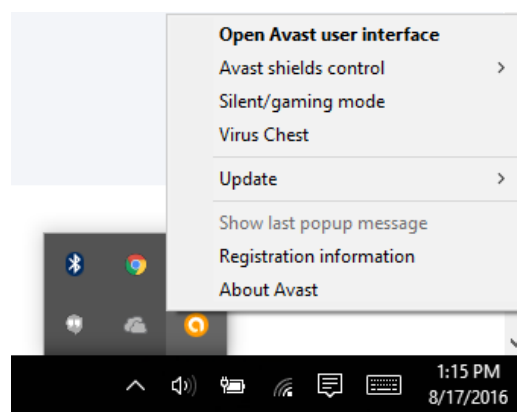 Open Avast user interface
Avast shields control
Silent/gaming mode
Virus Chest
Update
Show last popup message
Registration information
About Avast
1:15 PM
8/17/2016